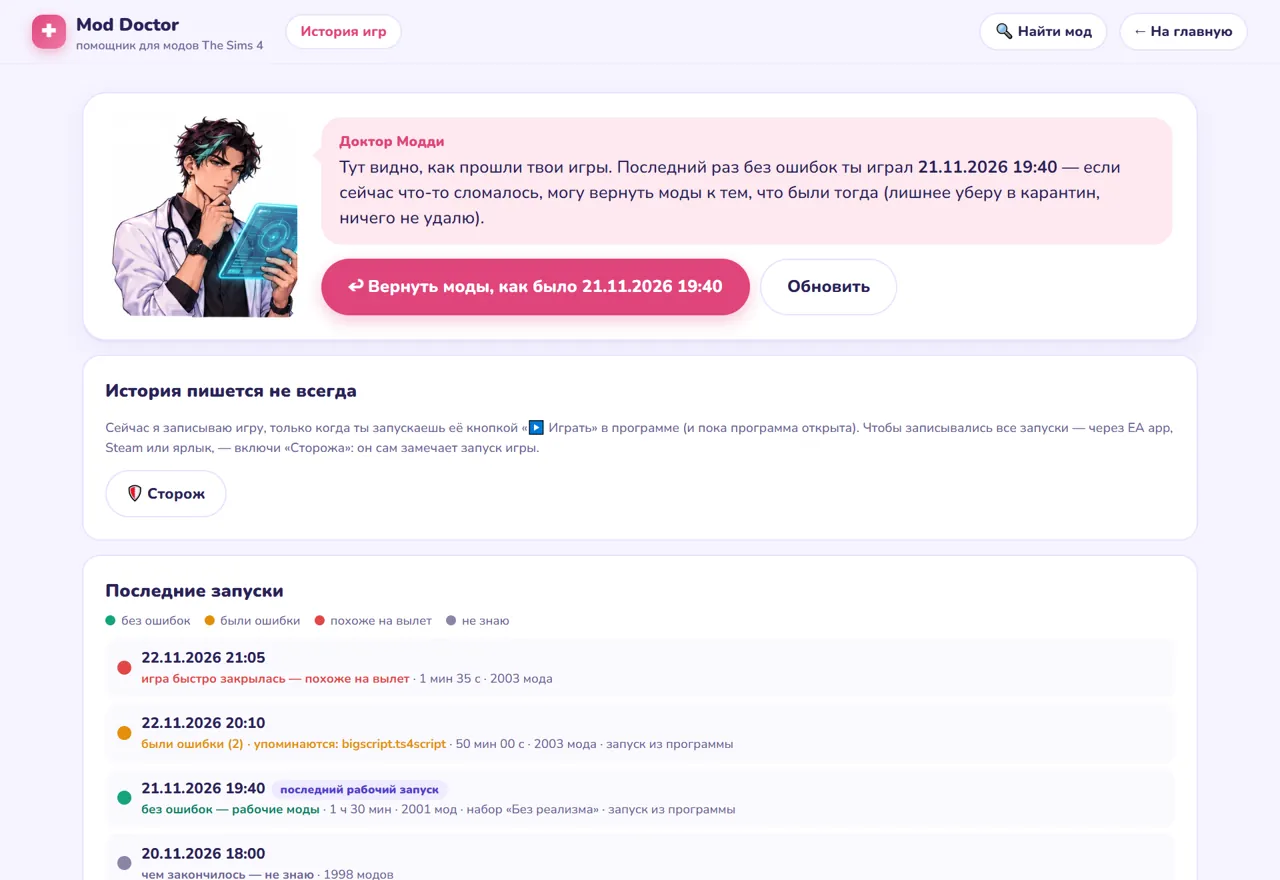 Mod Doctor
помощник для модов The Sims 4
История игр
Найти мод
← На главную
Доктор Модди
Тут видно, как прошли твои игры. Последний раз без ошибок ты играл 21.11.2026 19:40 — если
сейчас что-то сломалось, могу вернуть моды к тем, что были тогда (лишнее уберу в карантин,
ничего не удалю).
↩ Вернуть моды, как было 21.11.2026 19:40
Обновить
История пишется не всегда
Сейчас я записываю игру, только когда ты запускаешь её кнопкой «▶ Играть» в программе (и пока программа открыта). Чтобы записывались все запуски — через EA app,
Steam или ярлык, — включи «Сторожа»: он сам замечает запуск игры.
Сторож
Последние запуски
без ошибок были ошибки похоже на вылет не знаю
22.11.2026 21:05
игра быстро закрылась — похоже на вылет · 1 мин 35 с · 2003 мода
22.11.2026 20:10
были ошибки (2) · упоминаются: bigscript.ts4script · 50 мин 00 с · 2003 мода · запуск из программы
21.11.2026 19:40 последний рабочий запуск
без ошибок — рабочие моды · 1 ч 30 мин · 2001 мод · набор «Без реализма» · запуск из программы
20.11.2026 18:00
чем закончилось — не знаю · 1998 модов